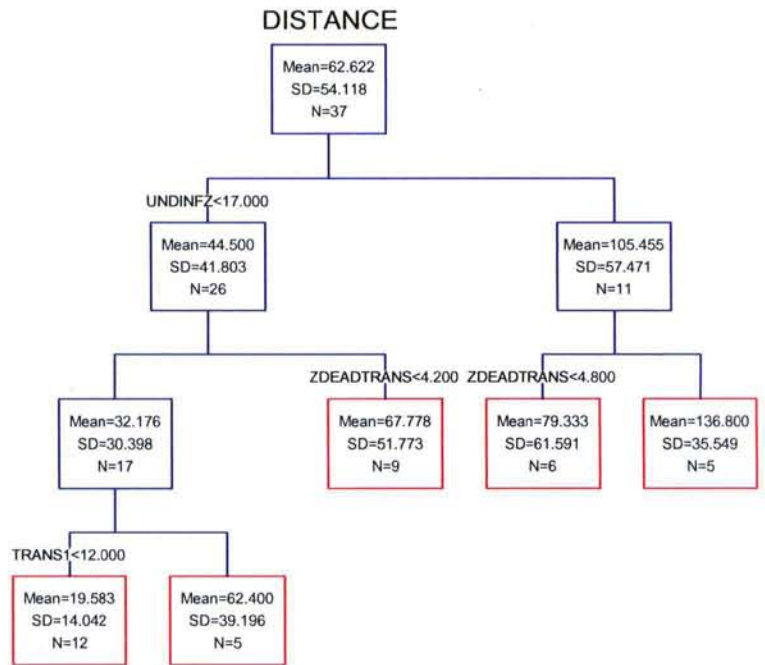 DISTANCE
Mean=62.622
SD=54.118
N=37
UNDINFZ<17.000
Mean=44.500
SD=41.803
N=26
Mean=105.455
SD=57.471
N=11
ZDEADTRANS<4.200
ZDEADTRANS<4.800
Mean=32.176
SD=30.398
N=17
Mean=67.778
SD=51.773
N=9
Mean=79.333
SD=61.591
N=6
Mean=136.800
SD=35.549
N=5
TRANS1<12.000
Mean=19.583
SD=14.042
N=12
Mean=62.400
SD=39.196
N=5